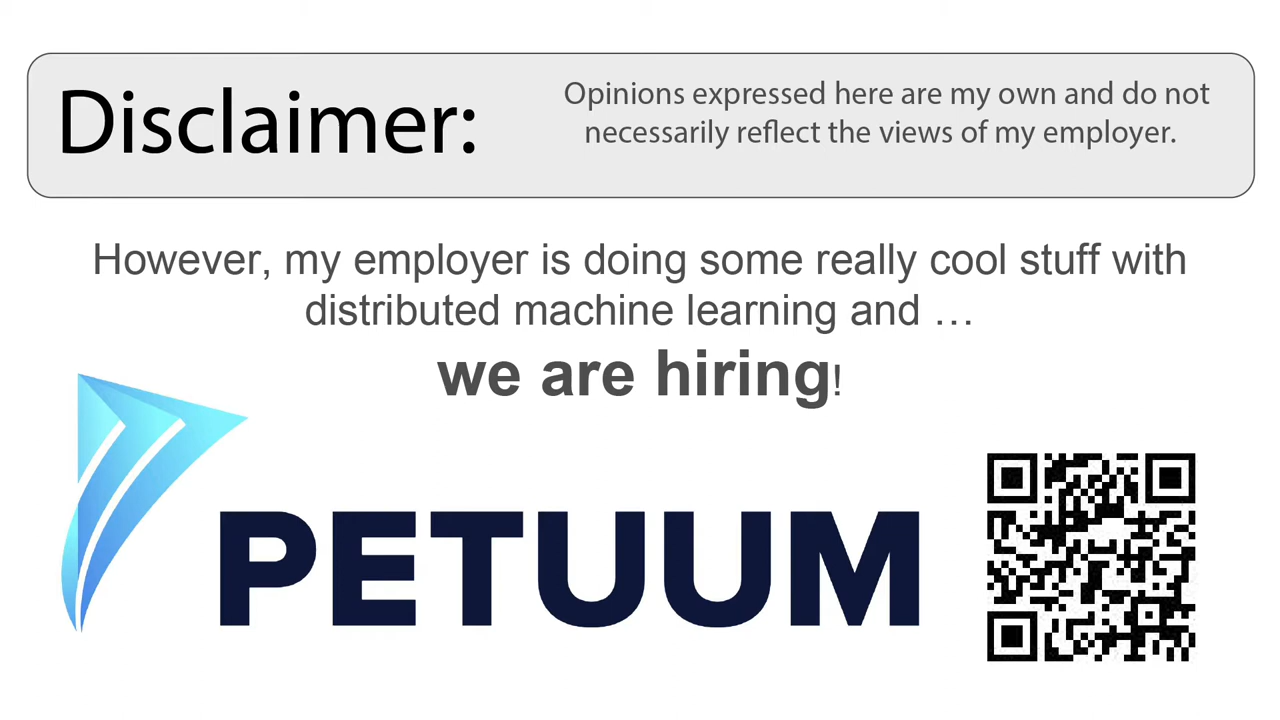 Disclaimer:
Opinions expressed here are my own and do not
necessarily reflect the views of my employer.
However, my employer is doing some really cool stuff with
distributed machine learning and …
we are hiring!
PETUUM